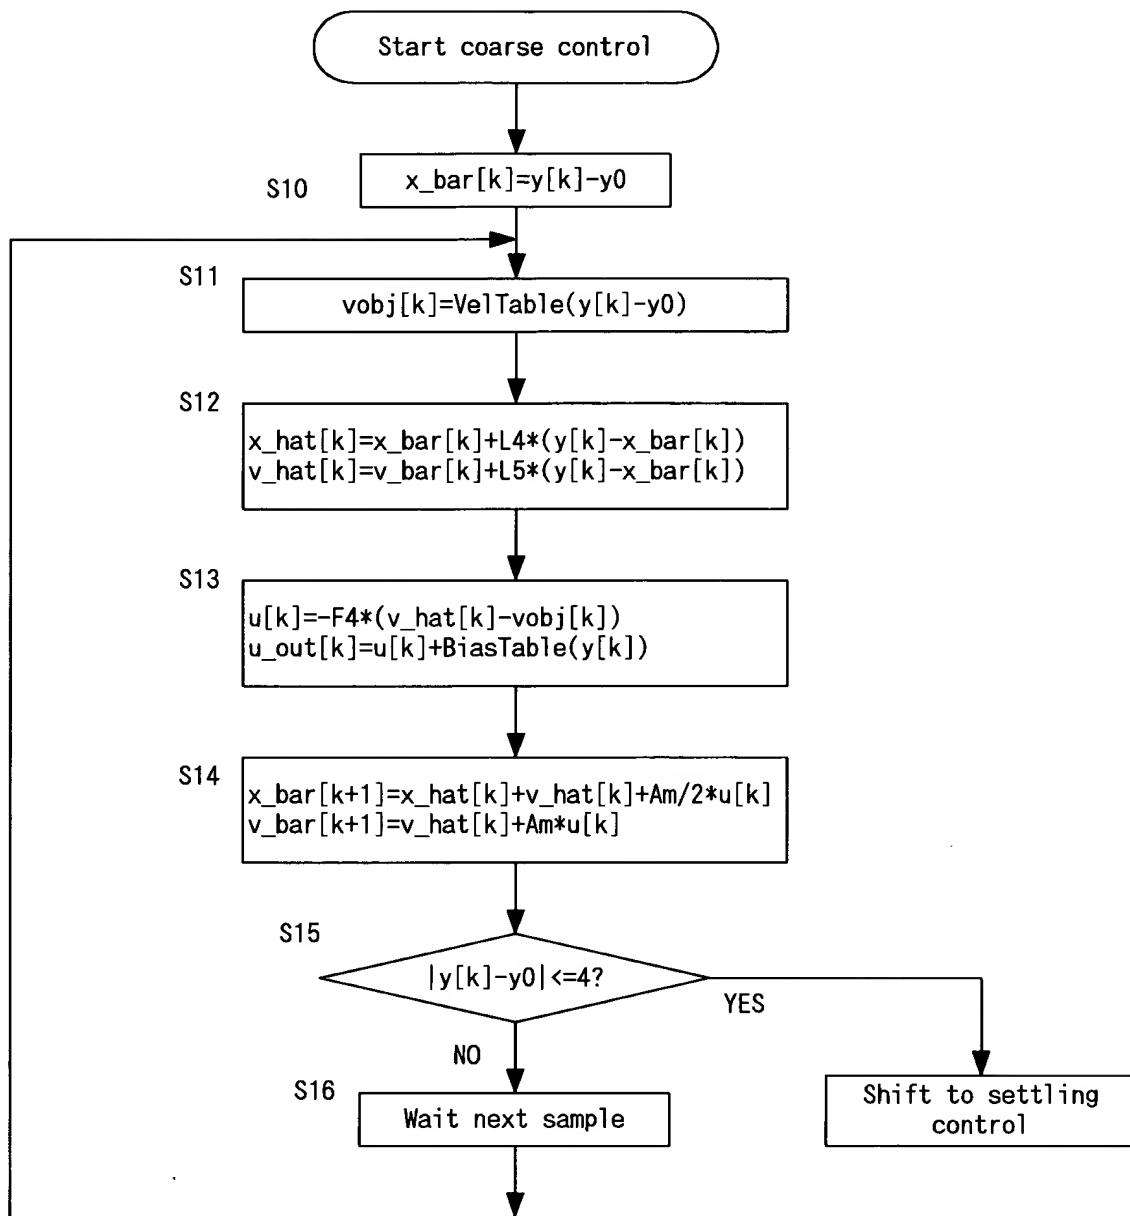 Start coarse control
S10
x_bar[k]=y[k]-y0
S11
vobj[k]=VelTable(y[k]-y0)
S12
x_hat[k]=x_bar[k]+L4*(y[k]-x_bar[k])
v_hat[k]=v_bar[k]+L5*(y[k]-x_bar[k])
S13
u[k]=-F4*(v_hat[k]-vobj[k])
u_out[k]=u[k]+BiasTable(y[k])
S14
x_bar[k+1]=x_hat[k]+v_hat[k]+Am/2*u[k]
v_bar[k+1]=v_hat[k]+Am*u[k]
S15
|y[k]-y0|<=4?
YES
NO
S16
Wait next sample
Shift to settling
control